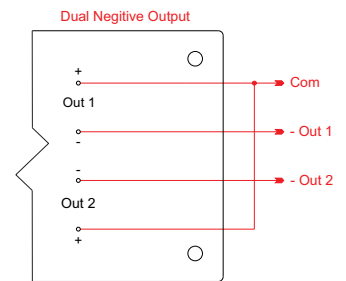 Dual Negitive Output
+
Com
Out 1
- Out 1
-
-
- Out 2
Out 2
+